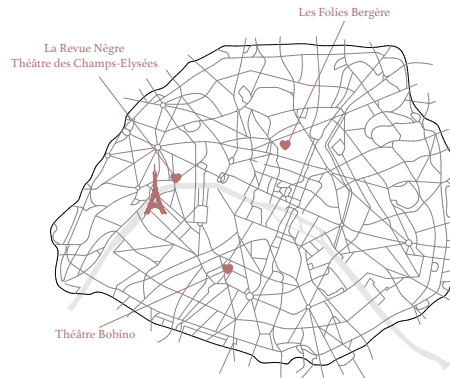 Les Folies Bergère
La Revue Nègre
Théâtre des Champs-Elysées
Théâtre Bobino